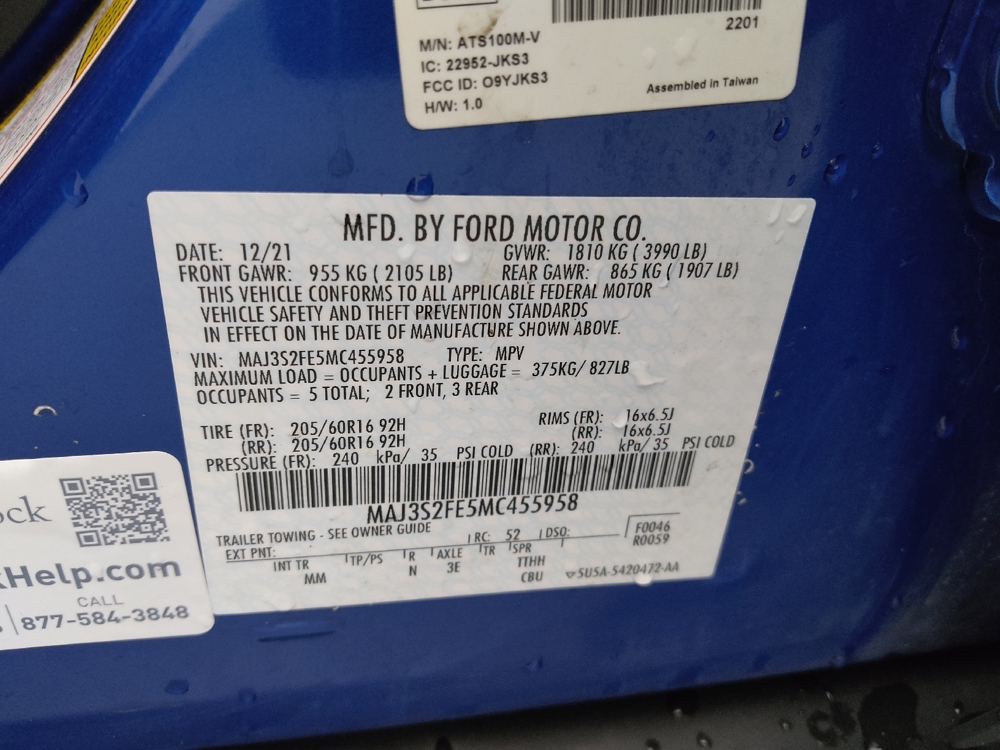 2201
M/N: ATS100M-V
IC: 22952-JKS3
FCC ID: O9YJKS3
H/W: 1.0
Assembled in Taiwan
MFD. BY FORD MOTOR CO.
DATE: 12/21 GVWR: 1810 KG ( 3990 LB)
FRONT GAWR: 955 KG ( 2105 LB) REAR GAWR: 865 KG ( 1907 LB)
THIS VEHICLE CONFORMS TO ALL APPLICABLE FEDERAL MOTOR
VEHICLE SAFETY AND THEFT PREVENTION STANDARDS
IN EFFECT ON THE DATE OF MANUFACTURE SHOWN ABOVE.
VIN: MAJ3S2FE5MC455958 TYPE: MPV
MAXIMUM LOAD = OCCUPANTS + LUGGAGE = 375KG/ 827LB
OCCUPANTS = 5 TOTAL; 2 FRONT, 3 REAR
TIRE (FR): 205/60R16 92H RIMS (FR): 16x6.5J
(RR): 205/60R16 92H (RR): 16x6.5J
PRESSURE (FR): 240 kPa/ 35 PSI COLD (RR): 240 kPa/ 35 PSI COLD
MAJ3S2FE5MC455958
TRAILER TOWING - SEE OWNER GUIDE RC: 52 DSO: F0046
EXT PNT: R0059
INT TR TP/PS R AXLE TR SPR
MM N 3E TTHH
CBU 5U5A-5420472-AA
ock
Help.com
CALL
877-584-3848